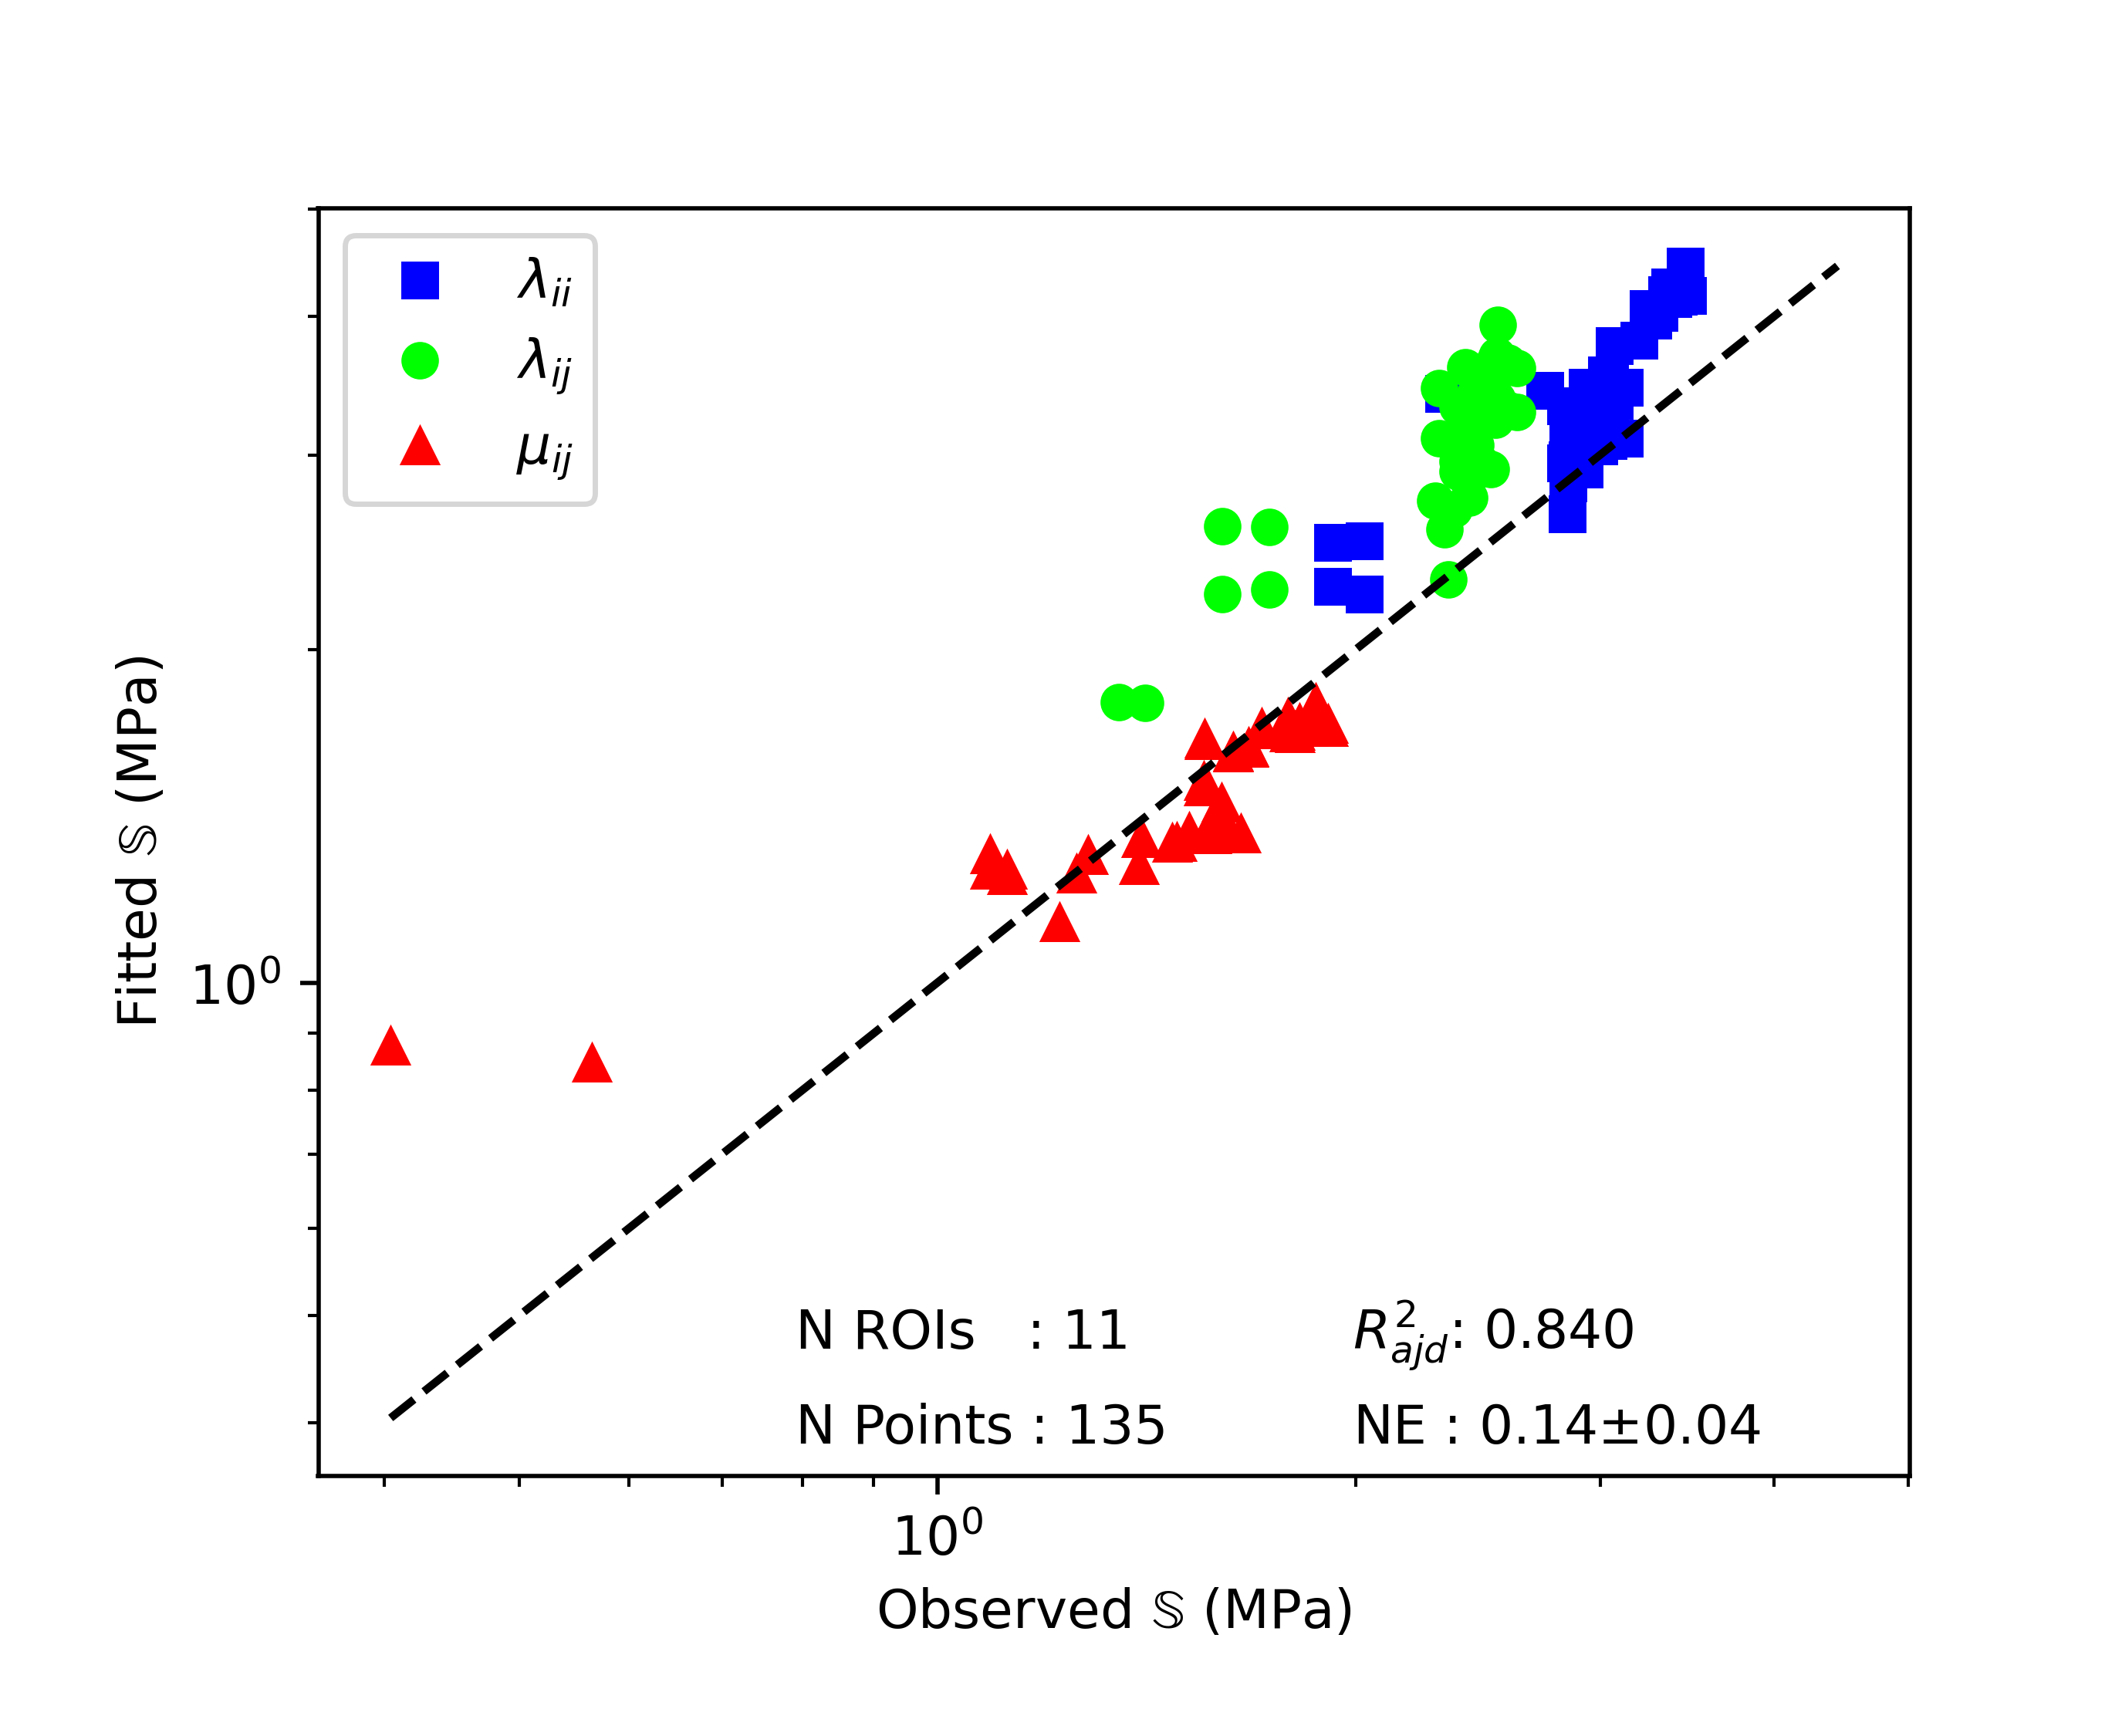 λii
λij
μij
Fitted 𝕊 (MPa)
10⁰
N ROIs : 11
R²ajd: 0.840
N Points : 135
NE : 0.14±0.04
10⁰
Observed 𝕊 (MPa)